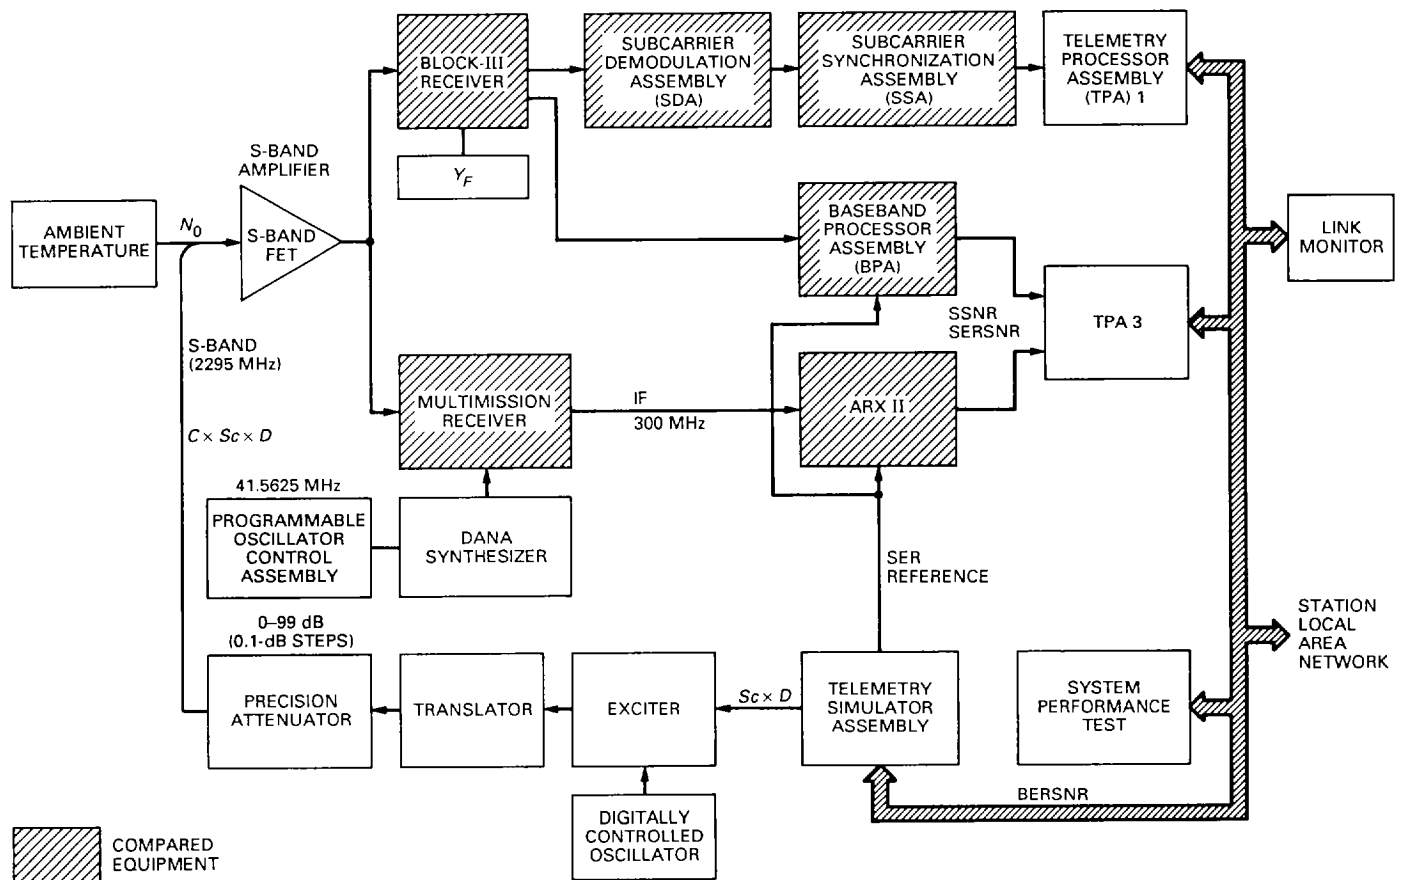 BLOCK-III
RECEIVER
SUBCARRIER
DEMODULATION
ASSEMBLY
(SDA)
SUBCARRIER
SYNCHRONIZATION
ASSEMBLY
(SSA)
TELEMETRY
PROCESSOR
ASSEMBLY
(TPA) 1
Y_F
S-BAND
AMPLIFIER
AMBIENT
TEMPERATURE
N_0
S-BAND
FET
BASEBAND
PROCESSOR
ASSEMBLY
(BPA)
LINK
MONITOR
SSNR
SERSNR
TPA 3
S-BAND
(2295 MHz)
MULTIMISSION
RECEIVER
IF
300 MHz
ARX II
C × Sc × D
41.5625 MHz
PROGRAMMABLE
OSCILLATOR
CONTROL
ASSEMBLY
DANA
SYNTHESIZER
SER
REFERENCE
0–99 dB
(0.1-dB STEPS)
PRECISION
ATTENUATOR
TRANSLATOR
EXCITER
Sc × D
TELEMETRY
SIMULATOR
ASSEMBLY
SYSTEM
PERFORMANCE
TEST
STATION
LOCAL
AREA
NETWORK
BERSNR
DIGITALLY
CONTROLLED
OSCILLATOR
COMPARED
EQUIPMENT